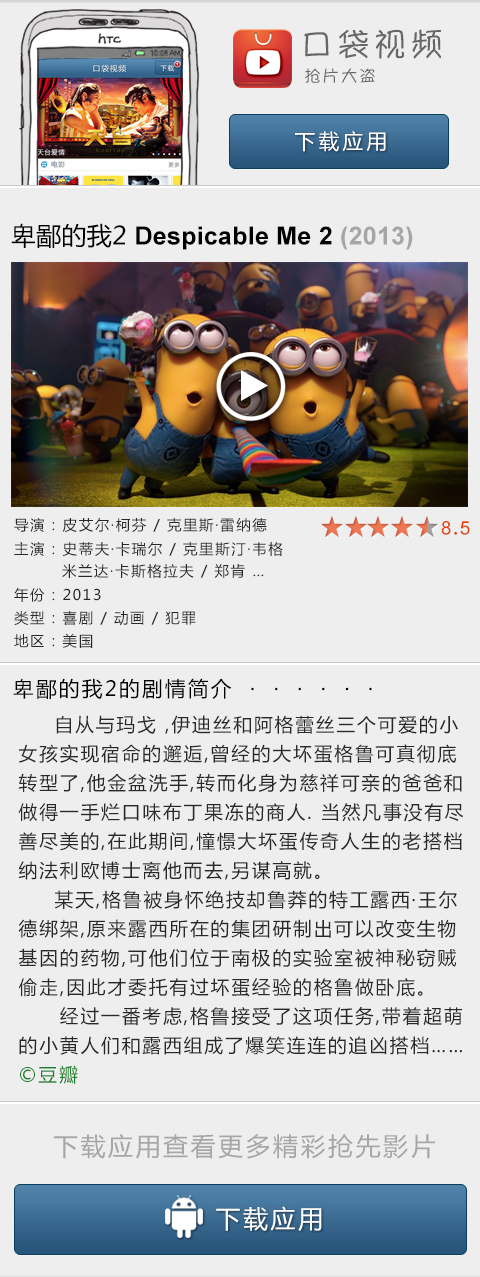 hTC
10:08 AM
口袋视频
下载
天台
天台爱情
电影
更多
口袋视频
抢片大盗
下载应用
卑鄙的我2 Despicable Me 2 (2013)
导演：皮艾尔·柯芬 / 克里斯·雷纳德
8.5
主演：史蒂夫·卡瑞尔 / 克里斯汀·韦格
米兰达·卡斯格拉夫 / 郑肯 ...
年份：2013
类型：喜剧 / 动画 / 犯罪
地区：美国
卑鄙的我2的剧情简介 · · · · · ·
自从与玛戈 ,伊迪丝和阿格蕾丝三个可爱的小
女孩实现宿命的邂逅,曾经的大坏蛋格鲁可真彻底
转型了,他金盆洗手,转而化身为慈祥可亲的爸爸和
做得一手烂口味布丁果冻的商人. 当然凡事没有尽
善尽美的,在此期间,憧憬大坏蛋传奇人生的老搭档
纳法利欧博士离他而去,另谋高就。
某天,格鲁被身怀绝技却鲁莽的特工露西·王尔
德绑架,原来露西所在的集团研制出可以改变生物
基因的药物,可他们位于南极的实验室被神秘窃贼
偷走,因此才委托有过坏蛋经验的格鲁做卧底。
经过一番考虑,格鲁接受了这项任务,带着超萌
的小黄人们和露西组成了爆笑连连的追凶搭档......
©豆瓣
下载应用查看更多精彩抢先影片
下载应用